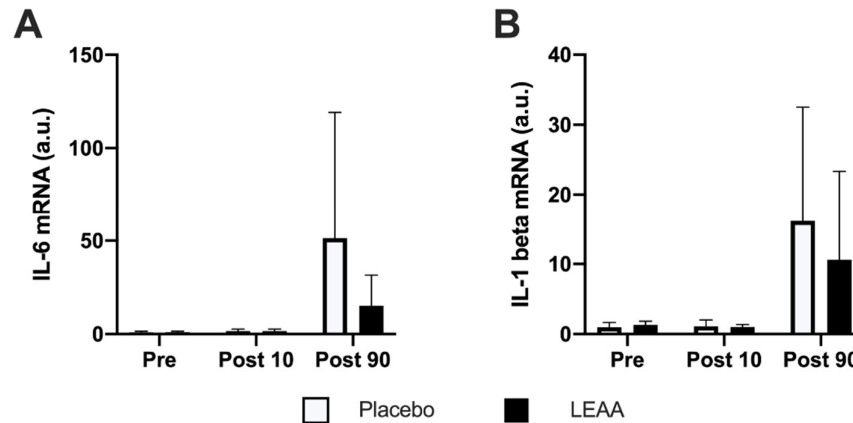 A
B
IL-6 mRNA (a.u.)
150
100
50
0
Pre Post 10 Post 90
IL-1 beta mRNA (a.u.)
40
30
20
10
0
Pre Post 10 Post 90
Placebo LEAA